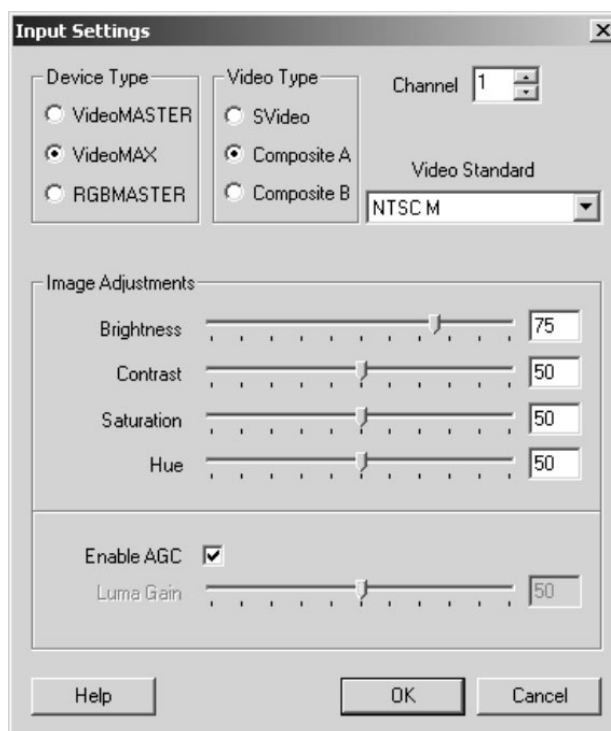 Input Settings
Device Type
VideoMASTER
VideoMAX
RGBMASTER
Video Type
SVideo
Composite A
Composite B
Channel 1
Video Standard
NTSC M
Image Adjustments
Brightness 75
Contrast 50
Saturation 50
Hue 50
Enable AGC
Luma Gain 50
Help OK Cancel